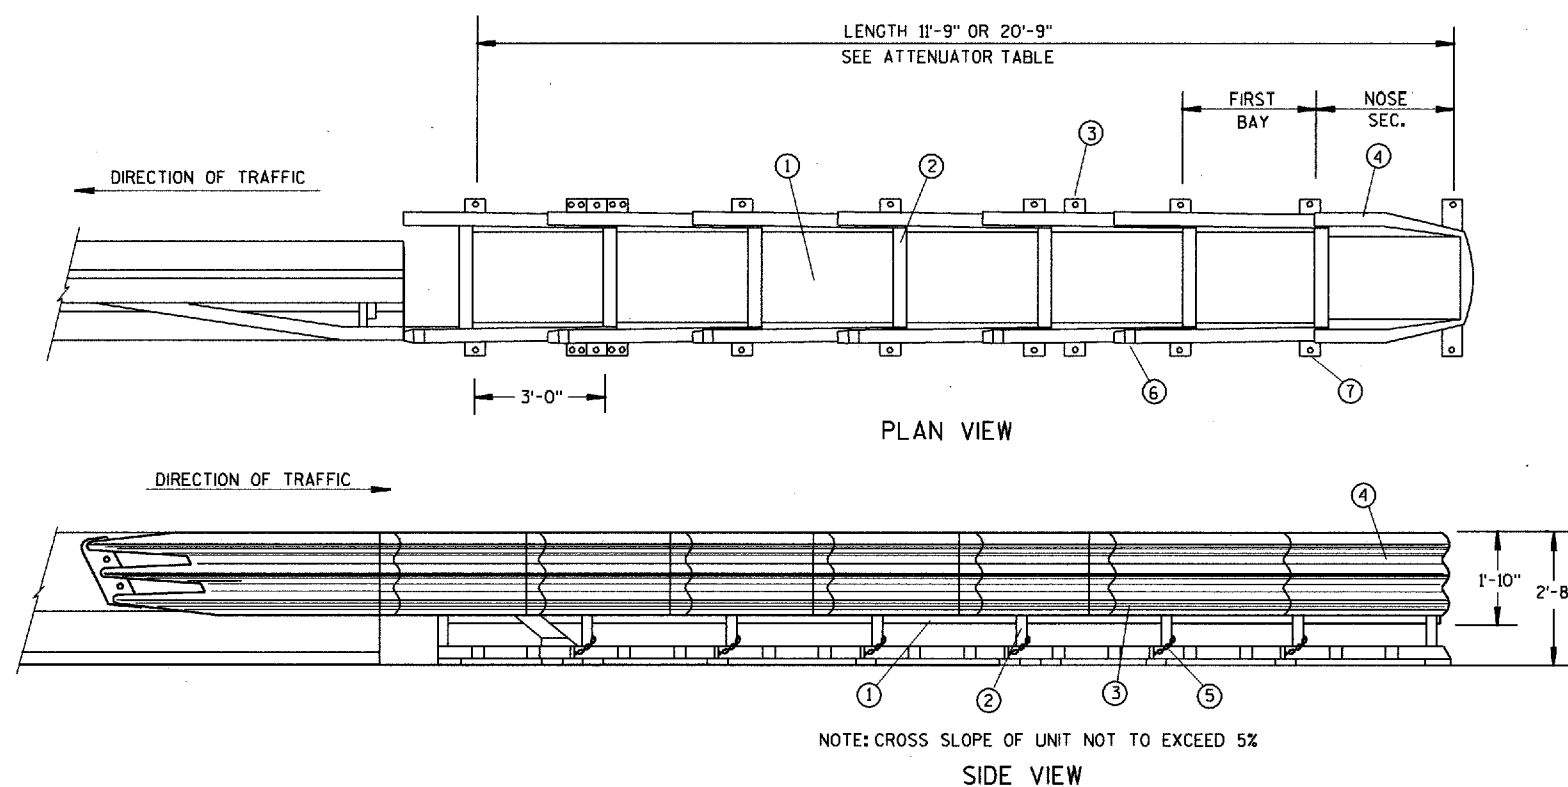 LENGTH 11'-9" OR 20'-9"
SEE ATTENUATOR TABLE
FIRST
BAY
NOSE
SEC.
3
1
2
4
DIRECTION OF TRAFFIC
3'-0"
6
7
PLAN VIEW
DIRECTION OF TRAFFIC
4
1'-10"
2'-8
1
2
3
5
NOTE: CROSS SLOPE OF UNIT NOT TO EXCEED 5%
SIDE VIEW